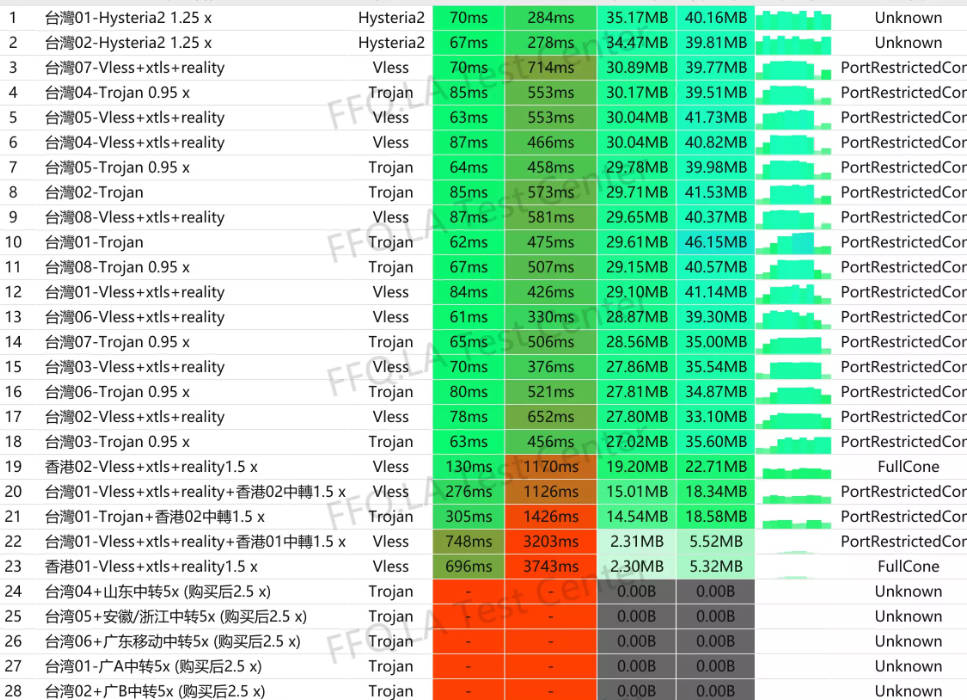 1 台灣01-Hysteria2 1.25 x Hysteria2 70ms 284ms 35.17MB 40.16MB Unknown
2 台灣02-Hysteria2 1.25 x Hysteria2 67ms 278ms 34.47MB 39.81MB Unknown
3 台灣07-Vless+xtls+reality Vless 70ms 714ms 30.89MB 39.77MB PortRestrictedCor
4 台灣04-Trojan 0.95 x Trojan 85ms 553ms 30.17MB 39.51MB PortRestrictedCor
5 台灣05-Vless+xtls+reality Vless 63ms 553ms 30.04MB 41.73MB PortRestrictedCor
6 台灣04-Vless+xtls+reality Vless 87ms 466ms 30.04MB 40.82MB PortRestrictedCor
7 台灣05-Trojan 0.95 x Trojan 64ms 458ms 29.78MB 39.98MB PortRestrictedCor
8 台灣02-Trojan Trojan 85ms 573ms 29.71MB 41.53MB PortRestrictedCor
9 台灣08-Vless+xtls+reality Vless 87ms 581ms 29.65MB 40.37MB PortRestrictedCor
10 台灣01-Trojan Trojan 62ms 475ms 29.61MB 46.15MB PortRestrictedCor
11 台灣08-Trojan 0.95 x Trojan 67ms 507ms 29.15MB 40.57MB PortRestrictedCor
12 台灣01-Vless+xtls+reality Vless 84ms 426ms 29.10MB 41.14MB PortRestrictedCor
13 台灣06-Vless+xtls+reality Vless 61ms 330ms 28.87MB 39.30MB PortRestrictedCor
14 台灣07-Trojan 0.95 x Trojan 65ms 506ms 28.56MB 35.00MB PortRestrictedCor
15 台灣03-Vless+xtls+reality Vless 70ms 376ms 27.86MB 35.54MB PortRestrictedCor
16 台灣06-Trojan 0.95 x Trojan 80ms 521ms 27.81MB 34.87MB PortRestrictedCor
17 台灣02-Vless+xtls+reality Vless 78ms 652ms 27.80MB 33.10MB PortRestrictedCor
18 台灣03-Trojan 0.95 x Trojan 63ms 456ms 27.02MB 35.60MB PortRestrictedCor
19 香港02-Vless+xtls+reality1.5 x Vless 130ms 1170ms 19.20MB 22.71MB FullCone
20 台灣01-Vless+xtls+reality+香港02中轉1.5 x Vless 276ms 1126ms 15.01MB 18.34MB PortRestrictedCor
21 台灣01-Trojan+香港02中轉1.5 x Trojan 305ms 1426ms 14.54MB 18.58MB PortRestrictedCor
22 台灣01-Vless+xtls+reality+香港01中轉1.5 x Vless 748ms 3203ms 2.31MB 5.52MB PortRestrictedCor
23 香港01-Vless+xtls+reality1.5 x Vless 696ms 3743ms 2.30MB 5.32MB FullCone
24 台湾04+山东中转5x (购买后2.5 x) Trojan - - 0.00B 0.00B Unknown
25 台湾05+安徽/浙江中转5x (购买后2.5 x) Trojan - - 0.00B 0.00B Unknown
26 台湾06+广东移动中转5x (购买后2.5 x) Trojan - - 0.00B 0.00B Unknown
27 台湾01-广A中转5x (购买后2.5 x) Trojan - - 0.00B 0.00B Unknown
28 台湾02+广B中转5x (购买后2.5 x) Trojan - - 0.00B 0.00B Unknown
FFQ.LA Test Center
FFQ.LA Test Center
FFQ.LA Test Center
FFQ.LA Test Center
FFQ.LA Test Center